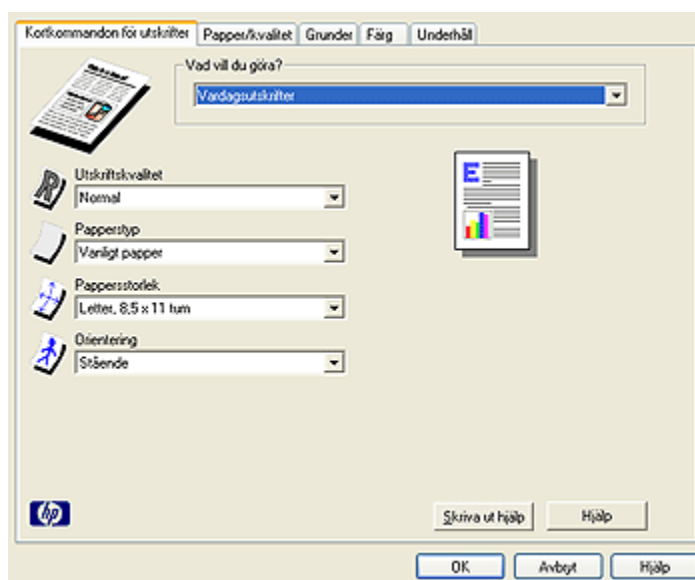 Kortkommandon för utskrifter Papper/kvalitet Grunder Färg Underhåll
Vad vill du göra?
Vardagsutskrifter
Utskriftskvalitet
Normal
Papperstyp
Vanligt papper
Pappersstorlek
Letter, 8,5 x 11 tum
Orientering
Stående
hp
Skriva ut hjälp Hjälp
OK Avbryt Hjälp